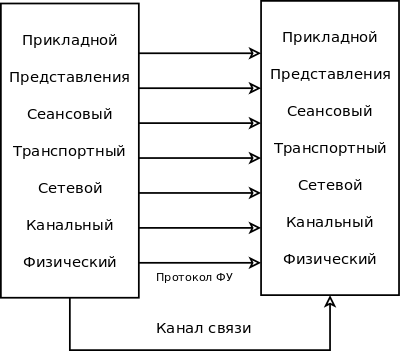 Прикладной
Представления
Сеансовый
Транспортный
Сетевой
Канальный
Физический
Прикладной
Представления
Сеансовый
Транспортный
Сетевой
Канальный
Физический
Протокол ФУ
Канал связи